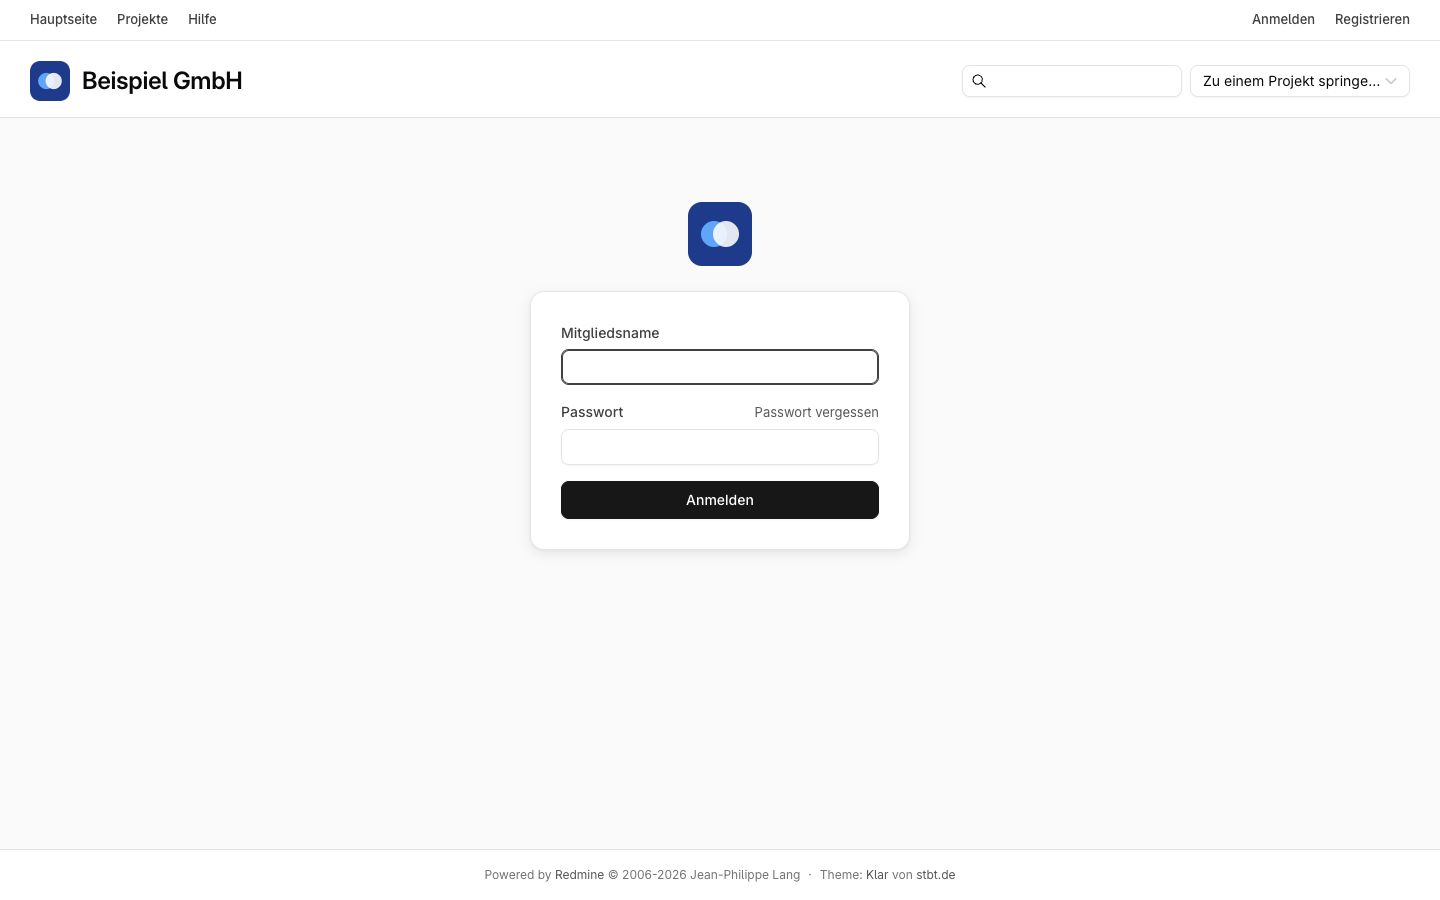 Hauptseite Projekte Hilfe Anmelden Registrieren
Beispiel GmbH Zu einem Projekt springe...
Mitgliedsname
Passwort Passwort vergessen
Anmelden
Powered by Redmine © 2006-2026 Jean-Philippe Lang · Theme: Klar von stbt.de